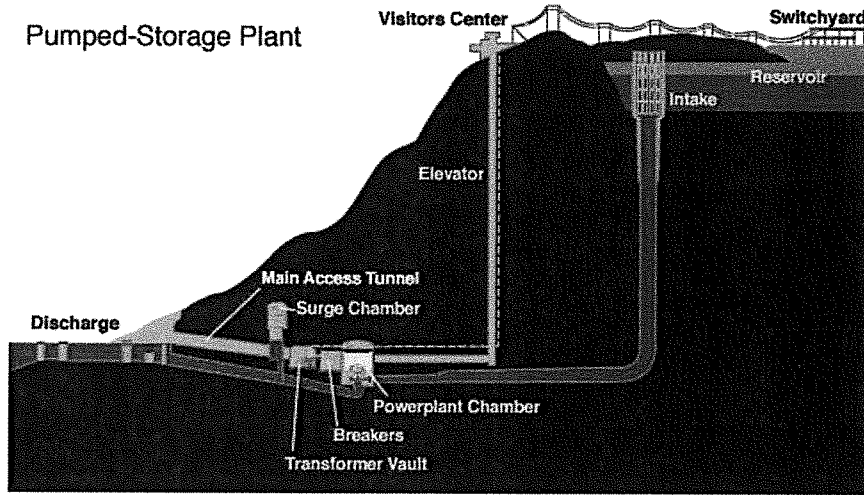 Pumped-Storage Plant
Visitors Center
Switchyard
Reservoir
Intake
Elevator
Main Access Tunnel
Surge Chamber
Discharge
Powerplant Chamber
Breakers
Transformer Vault